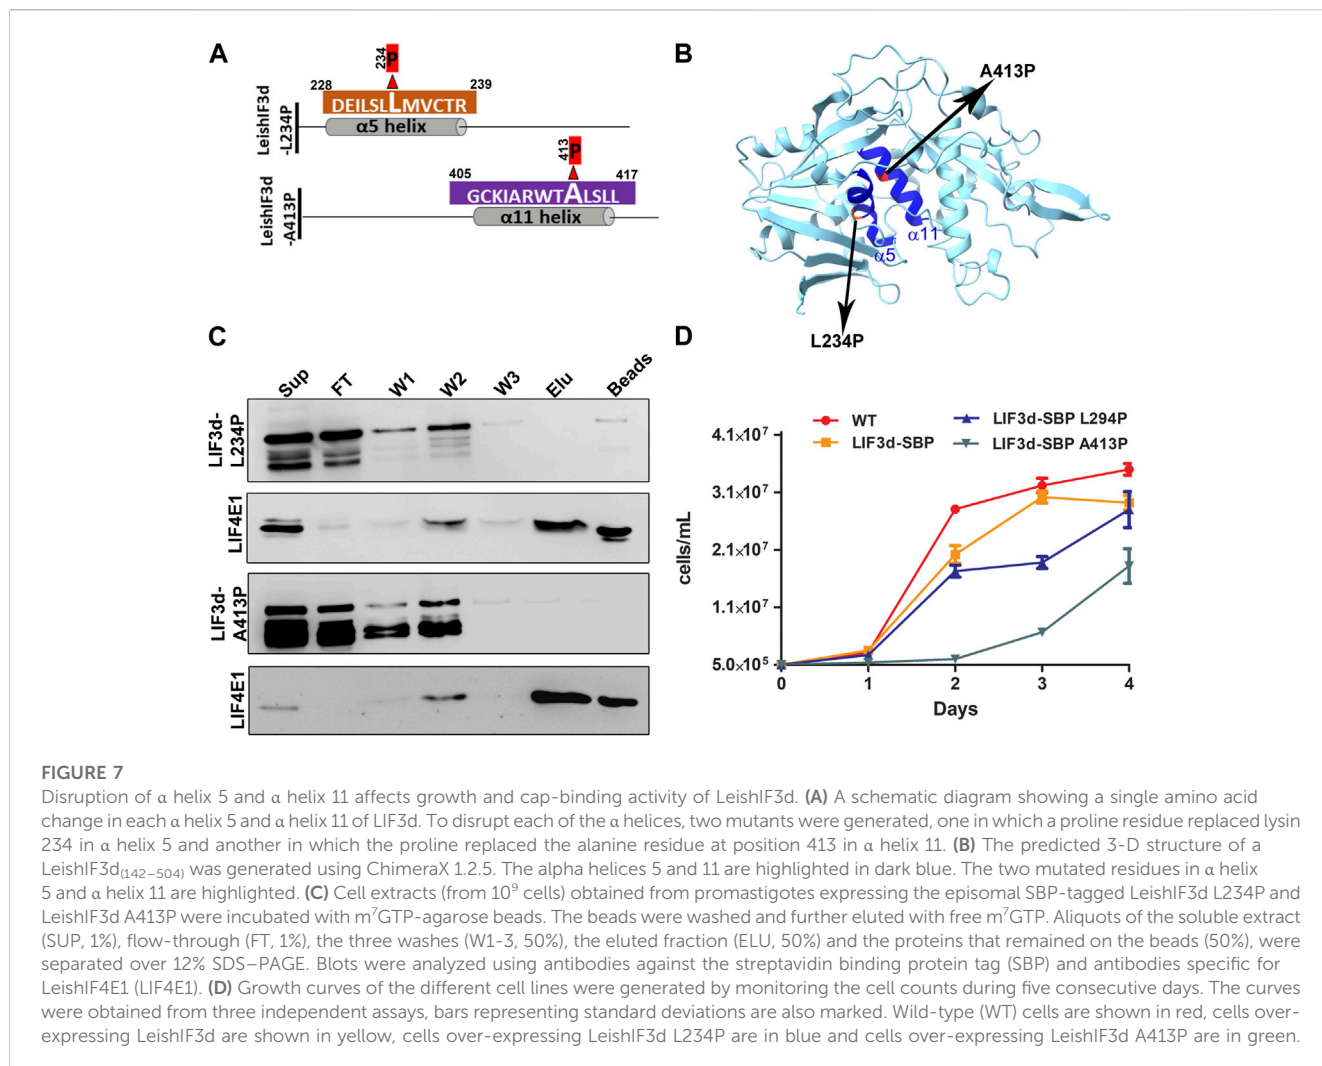 A
234
P
228
239
DEILSLLMVCTR
α5 helix
LeishIF3d
-L234P
413
P
405
417
GCKIARWTALSLL
α11 helix
LeishIF3d
-A413P
B
A413P
α11
α5
L234P
C
Sup FT W1 W2 W3 Elu Beads
LIF3d-
L234P
LIF4E1
LIF3d-
A413P
LIF4E1
D
WT
LIF3d-SBP
LIF3d-SBP L294P
LIF3d-SBP A413P
4.1×10⁷
3.1×10⁷
2.1×10⁷
1.1×10⁷
5.0×10⁵
cells/mL
0 1 2 3 4
Days
FIGURE 7
Disruption of α helix 5 and α helix 11 affects growth and cap-binding activity of LeishIF3d. (A) A schematic diagram showing a single amino acid
change in each α helix 5 and α helix 11 of LIF3d. To disrupt each of the α helices, two mutants were generated, one in which a proline residue replaced lysin
234 in α helix 5 and another in which the proline replaced the alanine residue at position 413 in α helix 11. (B) The predicted 3-D structure of a
LeishIF3d₍₁₄₂₋₅₀₄₎ was generated using ChimeraX 1.2.5. The alpha helices 5 and 11 are highlighted in dark blue. The two mutated residues in α helix
5 and α helix 11 are highlighted. (C) Cell extracts (from 10⁹ cells) obtained from promastigotes expressing the episomal SBP-tagged LeishIF3d L234P and
LeishIF3d A413P were incubated with m⁷GTP-agarose beads. The beads were washed and further eluted with free m⁷GTP. Aliquots of the soluble extract
(SUP, 1%), flow-through (FT, 1%), the three washes (W1-3, 50%), the eluted fraction (ELU, 50%) and the proteins that remained on the beads (50%), were
separated over 12% SDS–PAGE. Blots were analyzed using antibodies against the streptavidin binding protein tag (SBP) and antibodies specific for
LeishIF4E1 (LIF4E1). (D) Growth curves of the different cell lines were generated by monitoring the cell counts during five consecutive days. The curves
were obtained from three independent assays, bars representing standard deviations are also marked. Wild-type (WT) cells are shown in red, cells over-
expressing LeishIF3d are shown in yellow, cells over-expressing LeishIF3d L234P are in blue and cells over-expressing LeishIF3d A413P are in green.